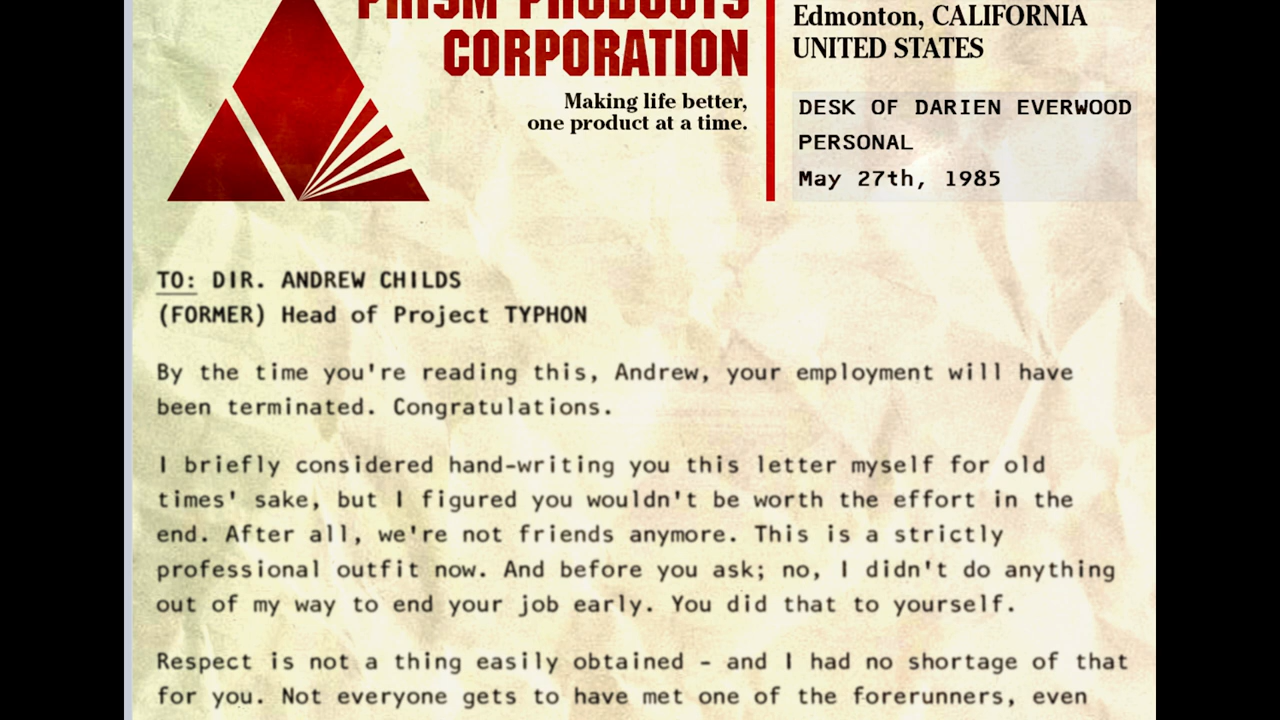 PRISM PRODUCTS
CORPORATION
Making life better,
one product at a time.
Edmonton, CALIFORNIA
UNITED STATES
DESK OF DARIEN EVERWOOD
PERSONAL
May 27th, 1985
TO: DIR. ANDREW CHILDS
(FORMER) Head of Project TYPHON
By the time you're reading this, Andrew, your employment will have
been terminated. Congratulations.
I briefly considered hand-writing you this letter myself for old
times' sake, but I figured you wouldn't be worth the effort in the
end. After all, we're not friends anymore. This is a strictly
professional outfit now. And before you ask; no, I didn't do anything
out of my way to end your job early. You did that to yourself.
Respect is not a thing easily obtained - and I had no shortage of that
for you. Not everyone gets to have met one of the forerunners, even